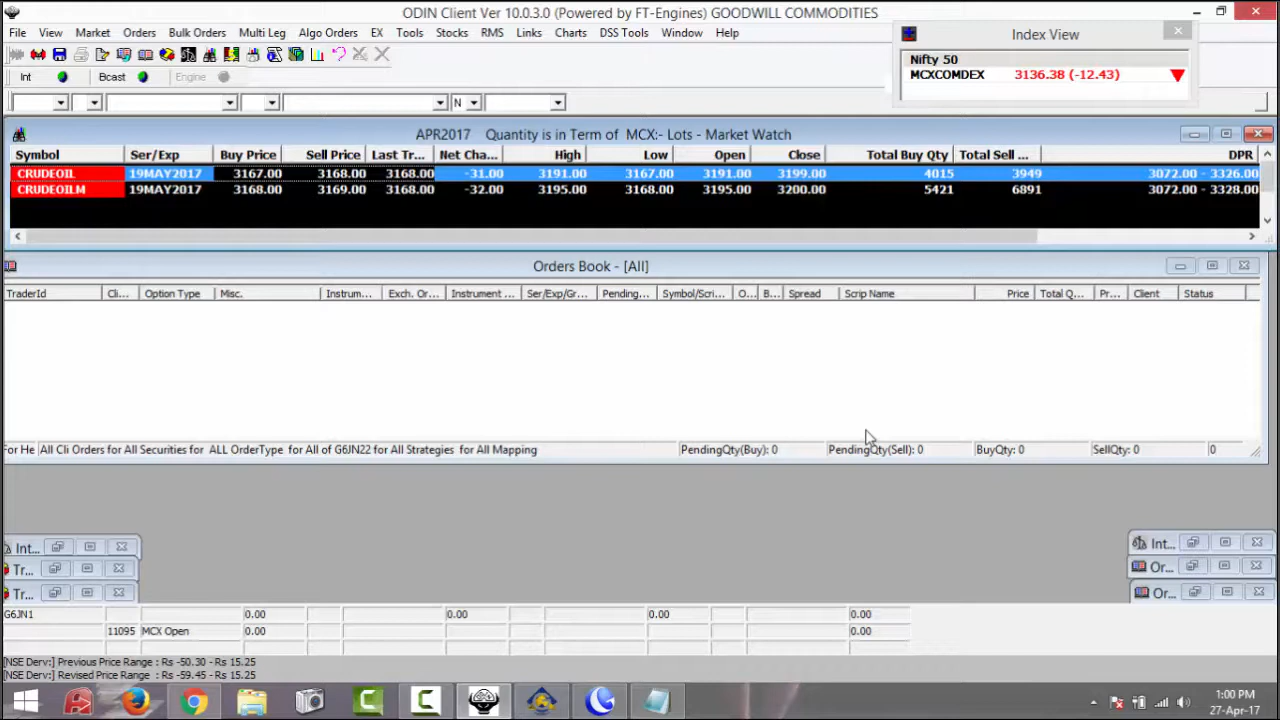 ODIN Client Ver 10.0.3.0 (Powered by FT-Engines) GOODWILL COMMODITIES
File View Market Orders Bulk Orders Multi Leg Algo Orders EX Tools Stocks RMS Links Charts DSS Tools Window Help
Index View
Nifty 50
MCXCOMDEX 3136.38 (-12.43)
Int Bcast Engine
N
APR2017 Quantity is in Term of MCX:- Lots - Market Watch
Symbol Ser/Exp Buy Price Sell Price Last Tr... Net Cha... High Low Open Close Total Buy Qty Total Sell ... DPR
CRUDEOIL 19MAY2017 3167.00 3168.00 3168.00 -31.00 3191.00 3167.00 3191.00 3199.00 4015 3949 3072.00 - 3326.00
CRUDEOILM 19MAY2017 3168.00 3169.00 3168.00 -32.00 3195.00 3168.00 3195.00 3200.00 5421 6891 3072.00 - 3328.00
Orders Book - [All]
TraderId Cli... Option Type Misc. Instrum... Exch. Or... Instrument ... Ser/Exp/Gr... Pending... Symbol/Scri... O... B... Spread Scrip Name Price Total Q... Pr... Client Status
For He All Cli Orders for All Securities for ALL OrderType for All of G6JN22 for All Strategies for All Mapping PendingQty(Buy): 0 PendingQty(Sell): 0 BuyQty: 0 SellQty: 0 0
Int... Int...
Tr... Or...
Tr... Or...
G6JN1 0.00 0.00 0.00 0.00
11095 MCX Open 0.00 0.00
[NSE Derv:] Previous Price Range : Rs -50.30 - Rs 15.25
[NSE Derv:] Revised Price Range : Rs -59.45 - Rs 15.25
1:00 PM
27-Apr-17